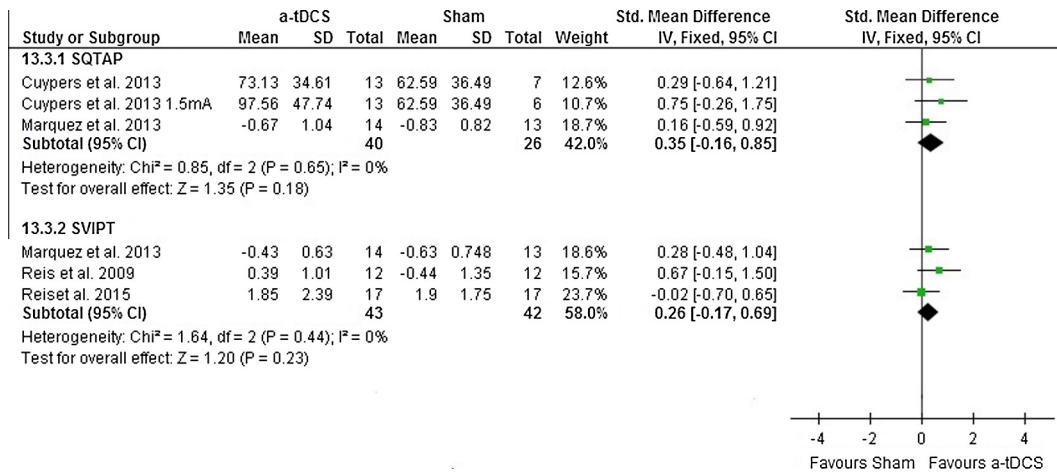 a-tDCS Sham Std. Mean Difference Std. Mean Difference
Study or Subgroup Mean SD Total Mean SD Total Weight IV, Fixed, 95% CI IV, Fixed, 95% CI
13.3.1 SQTAP
Cuypers et al. 2013 73.13 34.61 13 62.59 36.49 7 12.6% 0.29 [-0.64, 1.21]
Cuypers et al. 2013 1.5mA 97.56 47.74 13 62.59 36.49 6 10.7% 0.75 [-0.26, 1.75]
Marquez et al. 2013 -0.67 1.04 14 -0.83 0.82 13 18.7% 0.16 [-0.59, 0.92]
Subtotal (95% CI) 40 26 42.0% 0.35 [-0.16, 0.85]
Heterogeneity: Chi² = 0.85, df = 2 (P = 0.65); I² = 0%
Test for overall effect: Z = 1.35 (P = 0.18)
13.3.2 SVIPT
Marquez et al. 2013 -0.43 0.63 14 -0.63 0.748 13 18.6% 0.28 [-0.48, 1.04]
Reis et al. 2009 0.39 1.01 12 -0.44 1.35 12 15.7% 0.67 [-0.15, 1.50]
Reiset al. 2015 1.85 2.39 17 1.9 1.75 17 23.7% -0.02 [-0.70, 0.65]
Subtotal (95% CI) 43 42 58.0% 0.26 [-0.17, 0.69]
Heterogeneity: Chi² = 1.64, df = 2 (P = 0.44); I² = 0%
Test for overall effect: Z = 1.20 (P = 0.23)
-4 -2 0 2 4
Favours Sham Favours a-tDCS